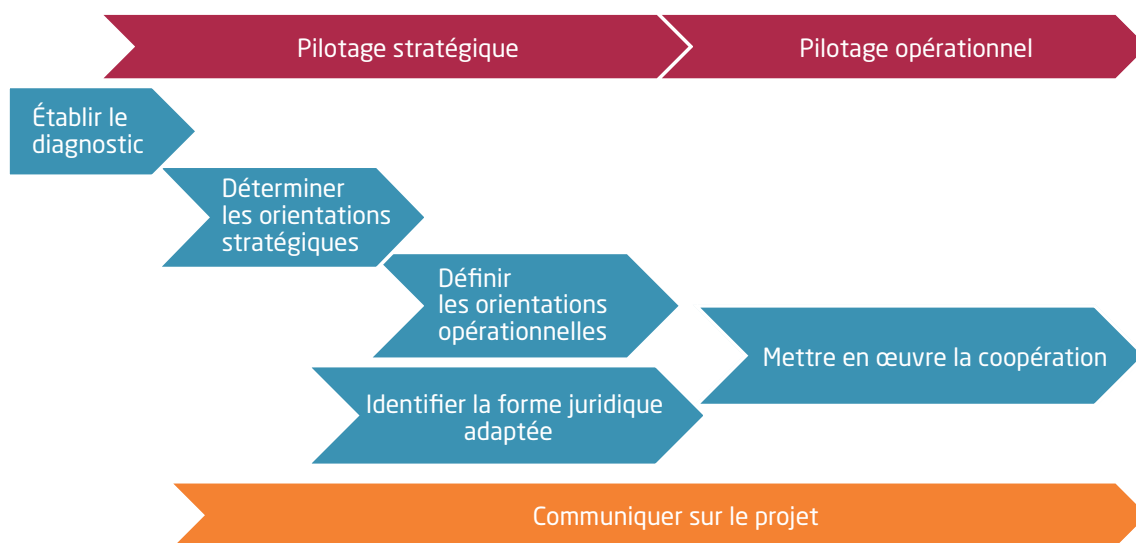 Pilotage stratégique
Pilotage opérationnel
Établir le
diagnostic
Déterminer
les orientations
stratégiques
Définir
les orientations
opérationnelles
Mettre en œuvre la coopération
Identifier la forme juridique
adaptée
Communiquer sur le projet